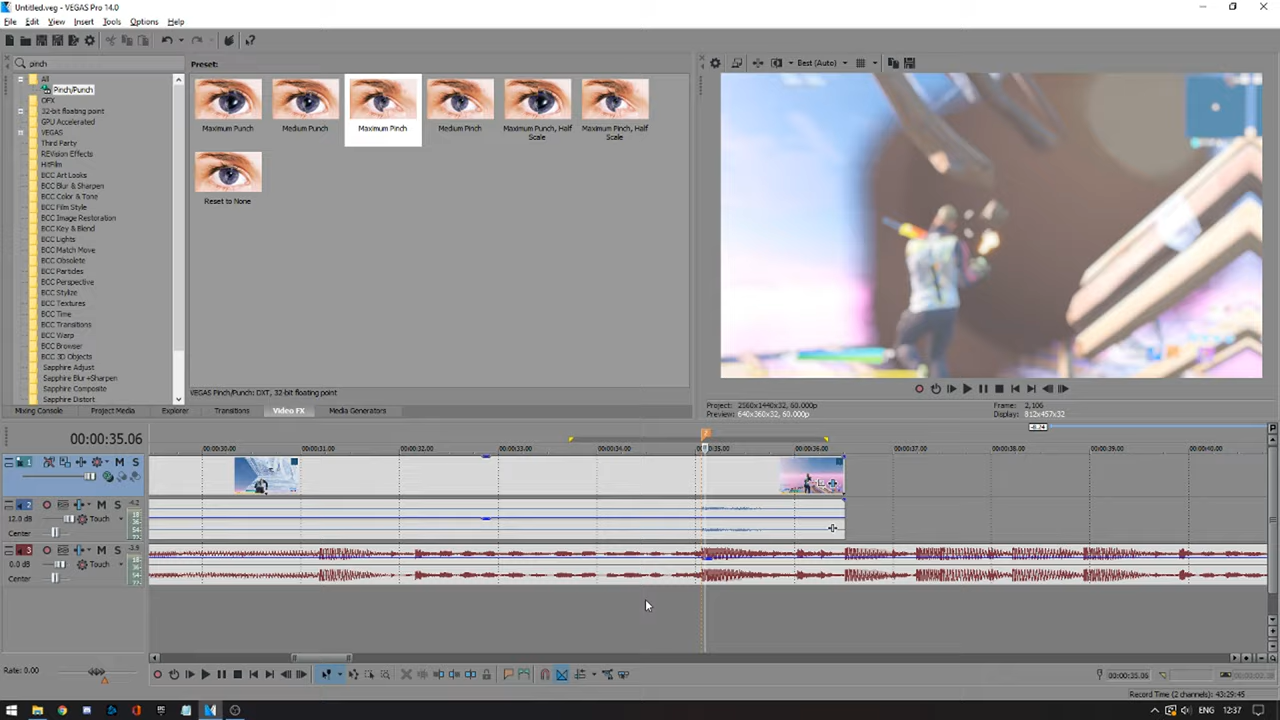 Untitled.veg - VEGAS Pro 14.0
File Edit View Insert Tools Options Help
pinch
All
Pinch/Punch
OFX
32-bit floating point
GPU Accelerated
VEGAS
Third Party
REVision Effects
HitFilm
BCC Art Looks
BCC Blur & Sharpen
BCC Color & Tone
BCC Film Style
BCC Image Restoration
BCC Key & Blend
BCC Lights
BCC Match Move
BCC Obsolete
BCC Particles
BCC Perspective
BCC Stylize
BCC Textures
BCC Time
BCC Transitions
BCC Warp
BCC Browser
BCC 3D Objects
Sapphire Adjust
Sapphire Blur+Sharpen
Sapphire Composite
Sapphire Distort
Preset:
Maximum Punch
Medium Punch
Maximum Pinch
Medium Pinch
Maximum Punch, Half Scale
Maximum Pinch, Half Scale
Reset to None
VEGAS Pinch/Punch: DXT, 32-bit floating point
Mixing Console Project Media Explorer Transitions Video FX Media Generators
Best (Auto)
Project: 2560x1440x32, 60.000p
Preview: 640x360x32, 60.000p
Frame: 2,106
Display: 812x457x32
00:00:35.06
00:00:30 00:00:31.00 00:00:32.00 00:00:33.00 00:00:34.00 00:00:35.00 00:00:36.00 00:00:37.00 00:00:38.00 00:00:39.00 00:00:40.00
M S
12.0 dB Touch
Center
0.0 dB Touch
Center
Rate: 0.00
00:00:35.06
Record Time (2 channels): 43:29:45
ENG 12:37